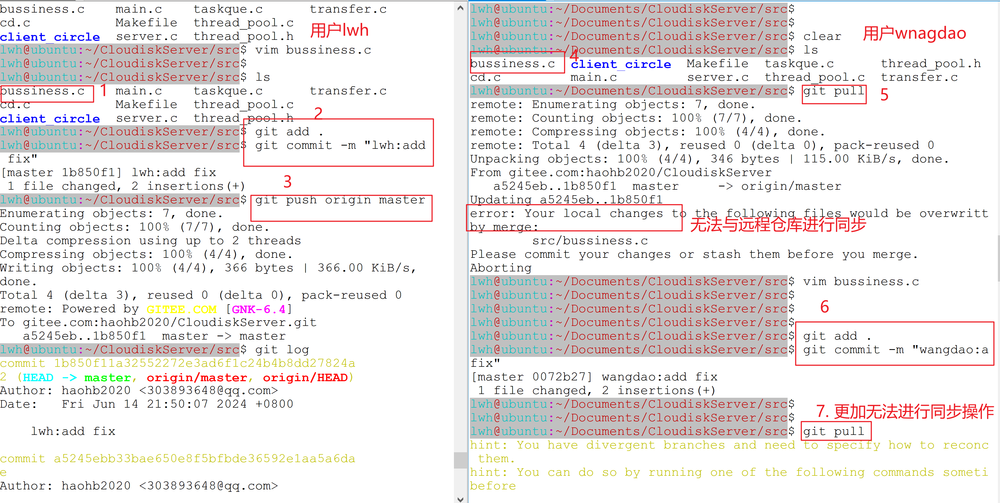 bussiness.c main.c taskque.c transfer.c
cd.c Makefile thread_pool.c
用户lwh
client_circle server.c thread_pool.h
lwh@ubuntu:~/CloudiskServer/src$ vim bussiness.c
lwh@ubuntu:~/CloudiskServer/src$
lwh@ubuntu:~/CloudiskServer/src$ ls
bussiness.c 1 main.c taskque.c transfer.c
cd.c Makefile thread_pool.c
2
client_circle server.c thread_pool.h
lwh@ubuntu:~/CloudiskServer/src$ git add .
lwh@ubuntu:~/CloudiskServer/src$ git commit -m "lwh:add
 fix"
[master 1b850f1] lwh:add fix
3
 1 file changed, 2 insertions(+)
lwh@ubuntu:~/CloudiskServer/src$ git push origin master
Enumerating objects: 7, done.
Counting objects: 100% (7/7), done.
Delta compression using up to 2 threads
Compressing objects: 100% (4/4), done.
Writing objects: 100% (4/4), 366 bytes | 366.00 KiB/s,
done.
Total 4 (delta 3), reused 0 (delta 0), pack-reused 0
remote: Powered by GITEE.COM [GNK-6.4]
To gitee.com:haohb2020/CloudiskServer.git
   a5245eb..1b850f1  master -> master
lwh@ubuntu:~/CloudiskServer/src$ git log
commit 1b850f11a32552272e3ad6f1c24b4b8dd27824a
2 (HEAD -> master, origin/master, origin/HEAD)
Author: haohb2020 <303893648@qq.com>
Date:   Fri Jun 14 21:50:07 2024 +0800
    lwh:add fix
commit a5245ebb33bae650e8f5bfbde36592e1aa5a6da
e
Author: haohb2020 <303893648@qq.com>
lwh@ubuntu:~/Documents/CloudiskServer/src$
lwh@ubuntu:~/Documents/CloudiskServer/src$
lwh@ubuntu:~/Documents/CloudiskServer/src$ clear
用户wnagdao
lwh@ubuntu:~/Documents/CloudiskServer/src$ ls
4
bussiness.c client_circle Makefile taskque.c thread_pool.h
cd.c main.c server.c thread_pool.c transfer.c
lwh@ubuntu:~/Documents/CloudiskServer/src$ git pull 5
remote: Enumerating objects: 7, done.
remote: Counting objects: 100% (7/7), done.
remote: Compressing objects: 100% (4/4), done.
remote: Total 4 (delta 3), reused 0 (delta 0), pack-reused 0
Unpacking objects: 100% (4/4), 346 bytes | 115.00 KiB/s, done.
From gitee.com:haohb2020/CloudiskServer
   a5245eb..1b850f1  master     -> origin/master
Updating a5245eb..1b850f1
error: Your local changes to the following files would be overwritt
by merge:
无法与远程仓库进行同步
        src/bussiness.c
Please commit your changes or stash them before you merge.
Aborting
lwh@ubuntu:~/Documents/CloudiskServer/src$ vim bussiness.c
lwh@ubuntu:~/Documents/CloudiskServer/src$
lwh@ubuntu:~/Documents/CloudiskServer/src$
6
lwh@ubuntu:~/Documents/CloudiskServer/src$
lwh@ubuntu:~/Documents/CloudiskServer/src$ git add .
lwh@ubuntu:~/Documents/CloudiskServer/src$ git commit -m "wangdao:a
fix"
[master 0072b27] wangdao:add fix
 1 file changed, 2 insertions(+)
lwh@ubuntu:~/Documents/CloudiskServer/src$
7. 更加无法进行同步操作
lwh@ubuntu:~/Documents/CloudiskServer/src$
lwh@ubuntu:~/Documents/CloudiskServer/src$ git pull
hint: You have divergent branches and need to specify how to reconc
 them.
hint: You can do so by running one of the following commands someti
before